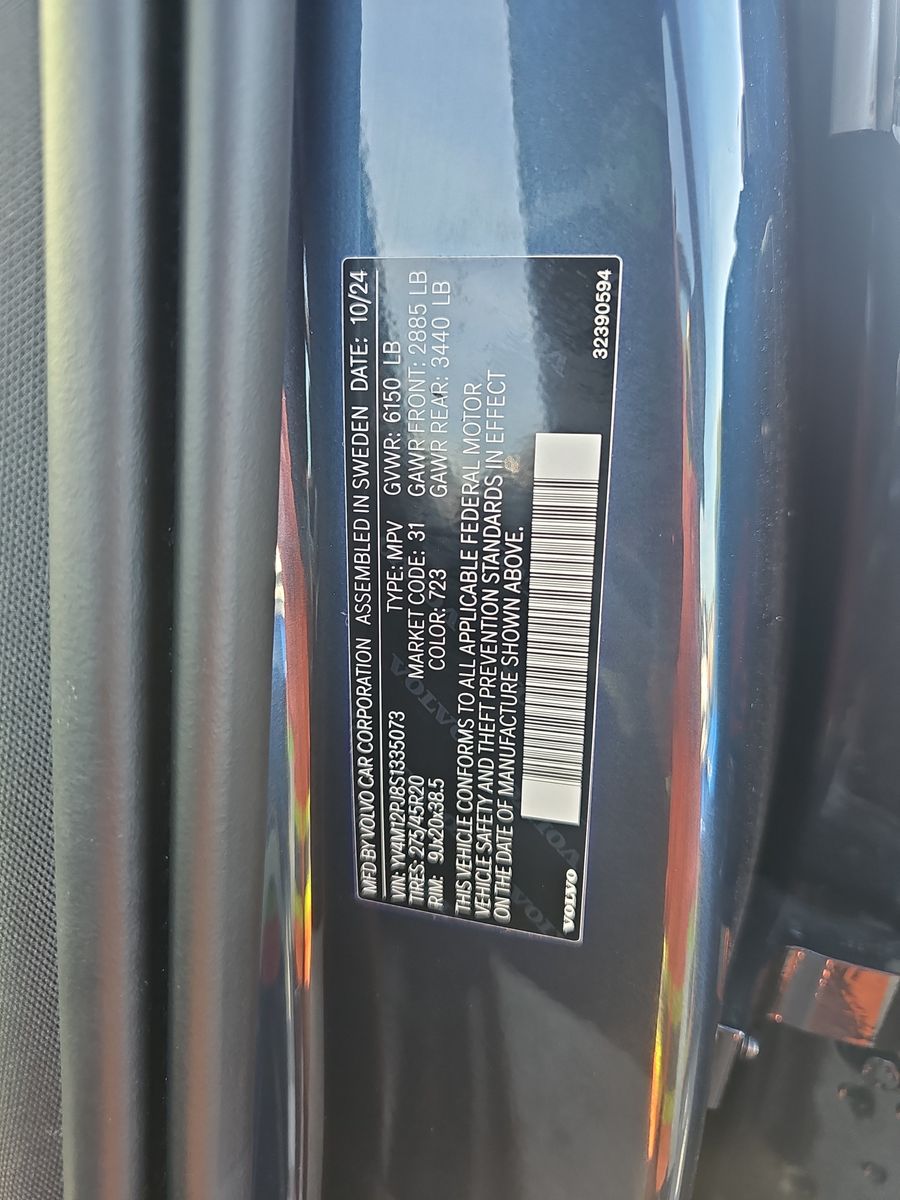 MFD BY VOLVO CAR CORPORATION ASSEMBLED IN SWEDEN DATE: 10/24
VIN: YV4M12PJ8S1335073 TYPE: MPV GVWR: 6150 LB
TIRES: 275/45R20 MARKET CODE: 31 GAWR FRONT: 2885 LB
RIM: 9Jx20x38.5 COLOR: 723 GAWR REAR: 3440 LB
THIS VEHICLE CONFORMS TO ALL APPLICABLE FEDERAL MOTOR
VEHICLE SAFETY AND THEFT PREVENTION STANDARDS IN EFFECT
ON THE DATE OF MANUFACTURE SHOWN ABOVE.
VOLVO 32390594